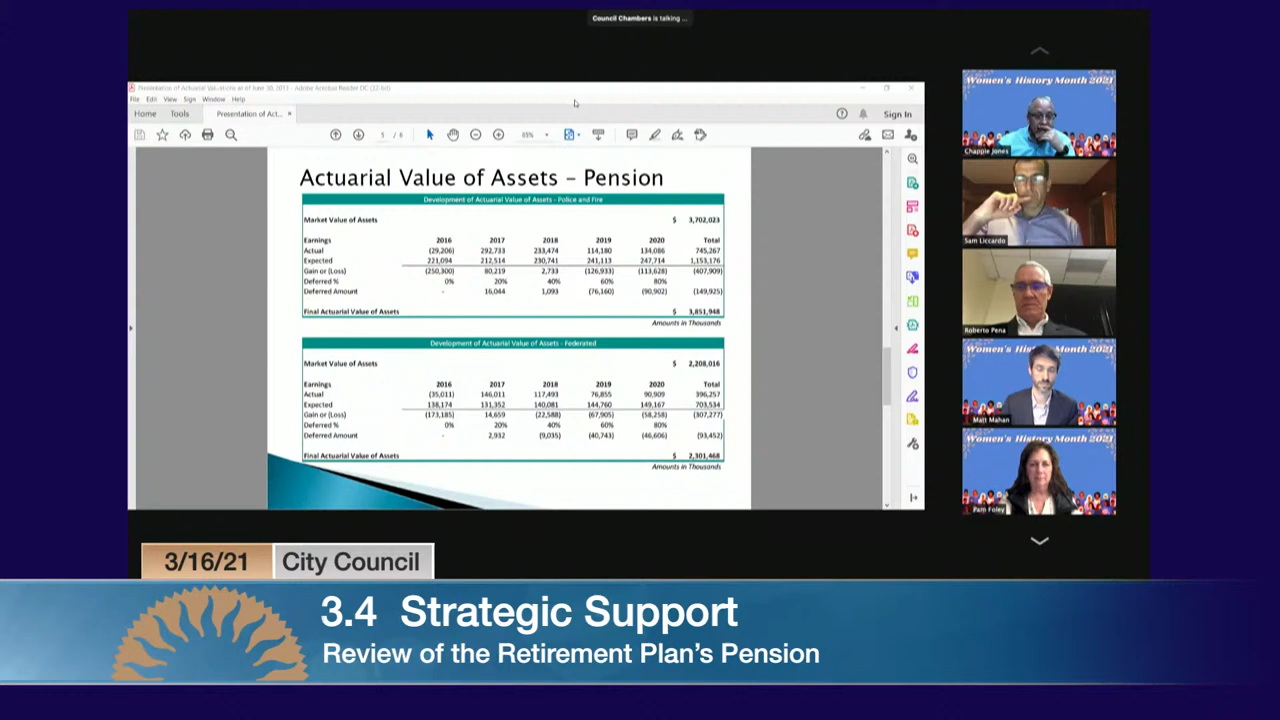 Council Chambers is talking ...
Presentation of Actuarial Valuations as of June 30, 2013 - Adobe Acrobat Reader DC (32-bit)
File Edit View Sign Window Help
Home Tools Presentation of Act... × Sign In
5 / 6 65%
Actuarial Value of Assets – Pension
Development of Actuarial Value of Assets - Police and Fire
Market Value of Assets $ 3,702,023
Earnings 2016 2017 2018 2019 2020 Total
Actual (29,206) 292,733 233,474 114,180 134,086 745,267
Expected 221,094 212,514 230,741 241,113 247,714 1,153,176
Gain or (Loss) (250,300) 80,219 2,733 (126,933) (113,628) (407,909)
Deferred % 0% 20% 40% 60% 80%
Deferred Amount - 16,044 1,093 (76,160) (90,902) (149,925)
Final Actuarial Value of Assets $ 3,851,948
Amounts in Thousands
Development of Actuarial Value of Assets - Federated
Market Value of Assets $ 2,208,016
Earnings 2016 2017 2018 2019 2020 Total
Actual (35,011) 146,011 117,493 76,855 90,909 396,257
Expected 138,174 131,352 140,081 144,760 149,167 703,534
Gain or (Loss) (173,185) 14,659 (22,588) (67,905) (58,258) (307,277)
Deferred % 0% 20% 40% 60% 80%
Deferred Amount - 2,932 (9,035) (40,743) (46,606) (93,452)
Final Actuarial Value of Assets $ 2,301,468
Amounts in Thousands
Women's History Month 2021
Chappie Jones
Sam Liccardo
Roberto Pena
Women's History Month 2021
Matt Mahan
Women's History Month 2021
Pam Foley
3/16/21 City Council
3.4 Strategic Support
Review of the Retirement Plan's Pension